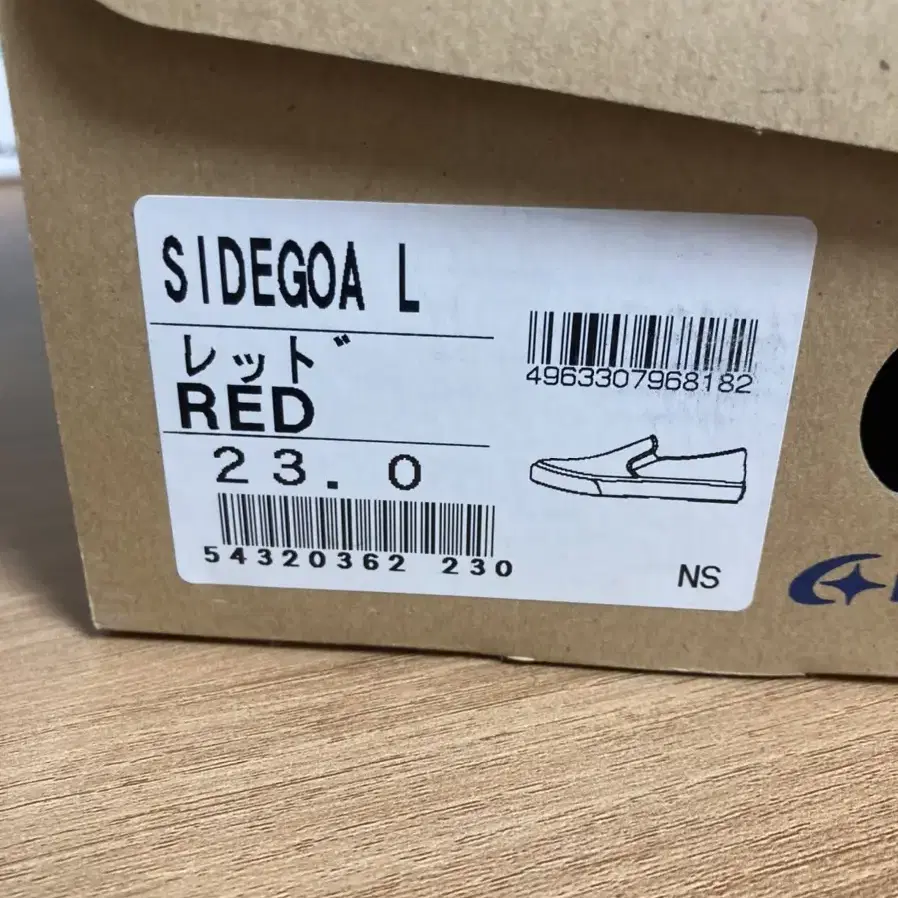 SIDEGOA L
レッド
RED
23.0
54320362 230
4963307968182
NS